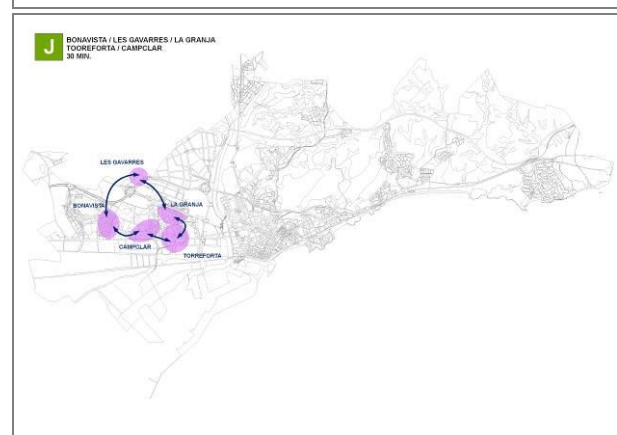 J
BONAVISTA / LES GAVARRES / LA GRANJA
TOOREFORTA / CAMPCLAR
30 MIN.
LES GAVARRES
BONAVISTA
LA GRANJA
CAMPCLAR
TORREFORTA